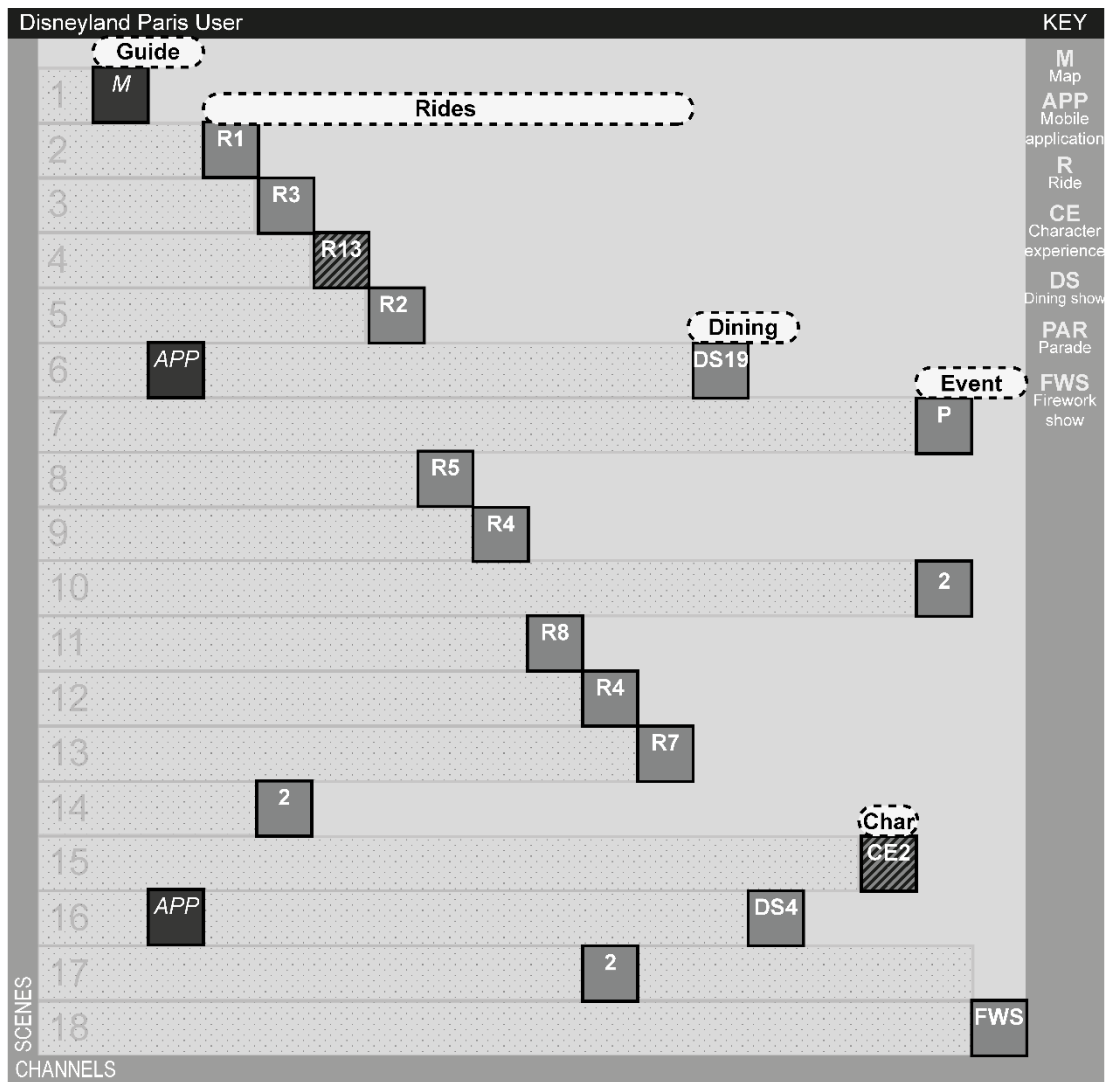 Disneyland Paris User
KEY
Guide
M
Map
1
M
APP
Mobile
application
Rides
2
R1
R
Ride
3
R3
CE
Character
experience
4
R13
DS
Dining show
5
R2
Dining
PAR
Parade
6
APP
DS19
Event
FWS
Firework
show
7
P
8
R5
9
R4
10
2
11
R8
12
R4
13
R7
14
2
Char
15
CE2
16
APP
DS4
17
2
18
FWS
SCENES
CHANNELS